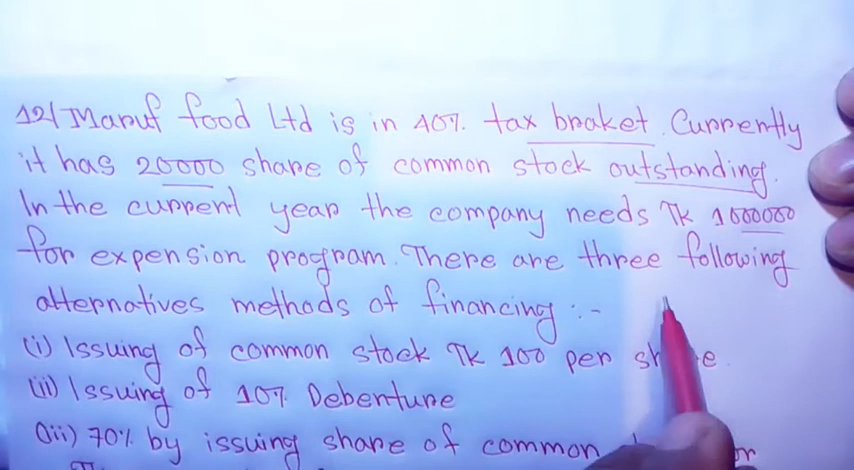 12/ Maruf food Ltd is in 40% tax braket. Currently
it has 20000 share of common stock outstanding.
In the current year the company needs Tk 1000000
for expension program. There are three following
alternatives methods of financing :-
(i) Issuing of common stock Tk 100 per share.
(ii) Issuing of 10% Debenture
(iii) 70% by issuing share of common